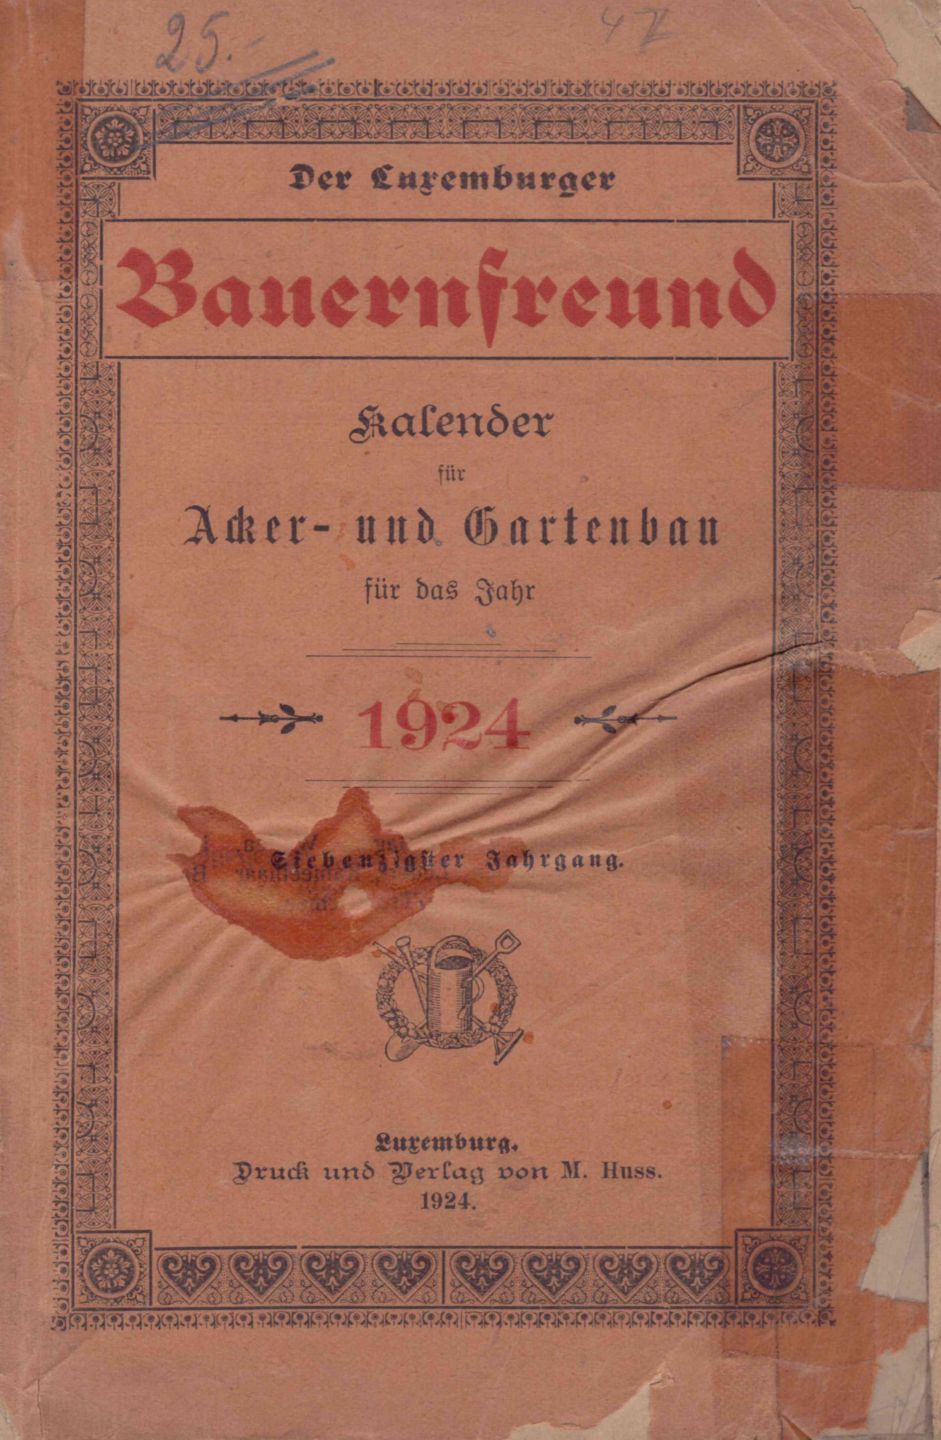 25.-
Der Luxemburger
Bauernfreund
Kalender
für
Acker- und Gartenbau
für das Jahr
1924
Siebenzigster Jahrgang.
Luxemburg.
Druck und Verlag von M. Huss.
1924.